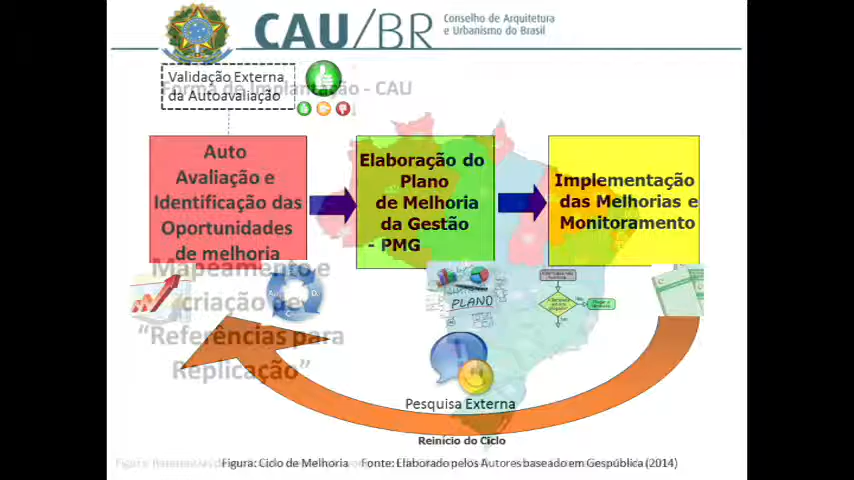 CAU/BR
Conselho de Arquitetura
e Urbanismo do Brasil
Forma de Implantação - CAU
Validação Externa
da Autoavaliação
Auto
Avaliação e
Identificação das
Oportunidades
de melhoria
Elaboração do
Plano
de Melhoria
da Gestão
- PMG
Implementação
das Melhorias e
Monitoramento
Mapeamento e
criação de
“Referências para
Replicação”
PLANO
Pesquisa Externa
Reinício do Ciclo
Figura: Ciclo de Melhoria Fonte: Elaborado pelos Autores baseado em Gespública (2014)